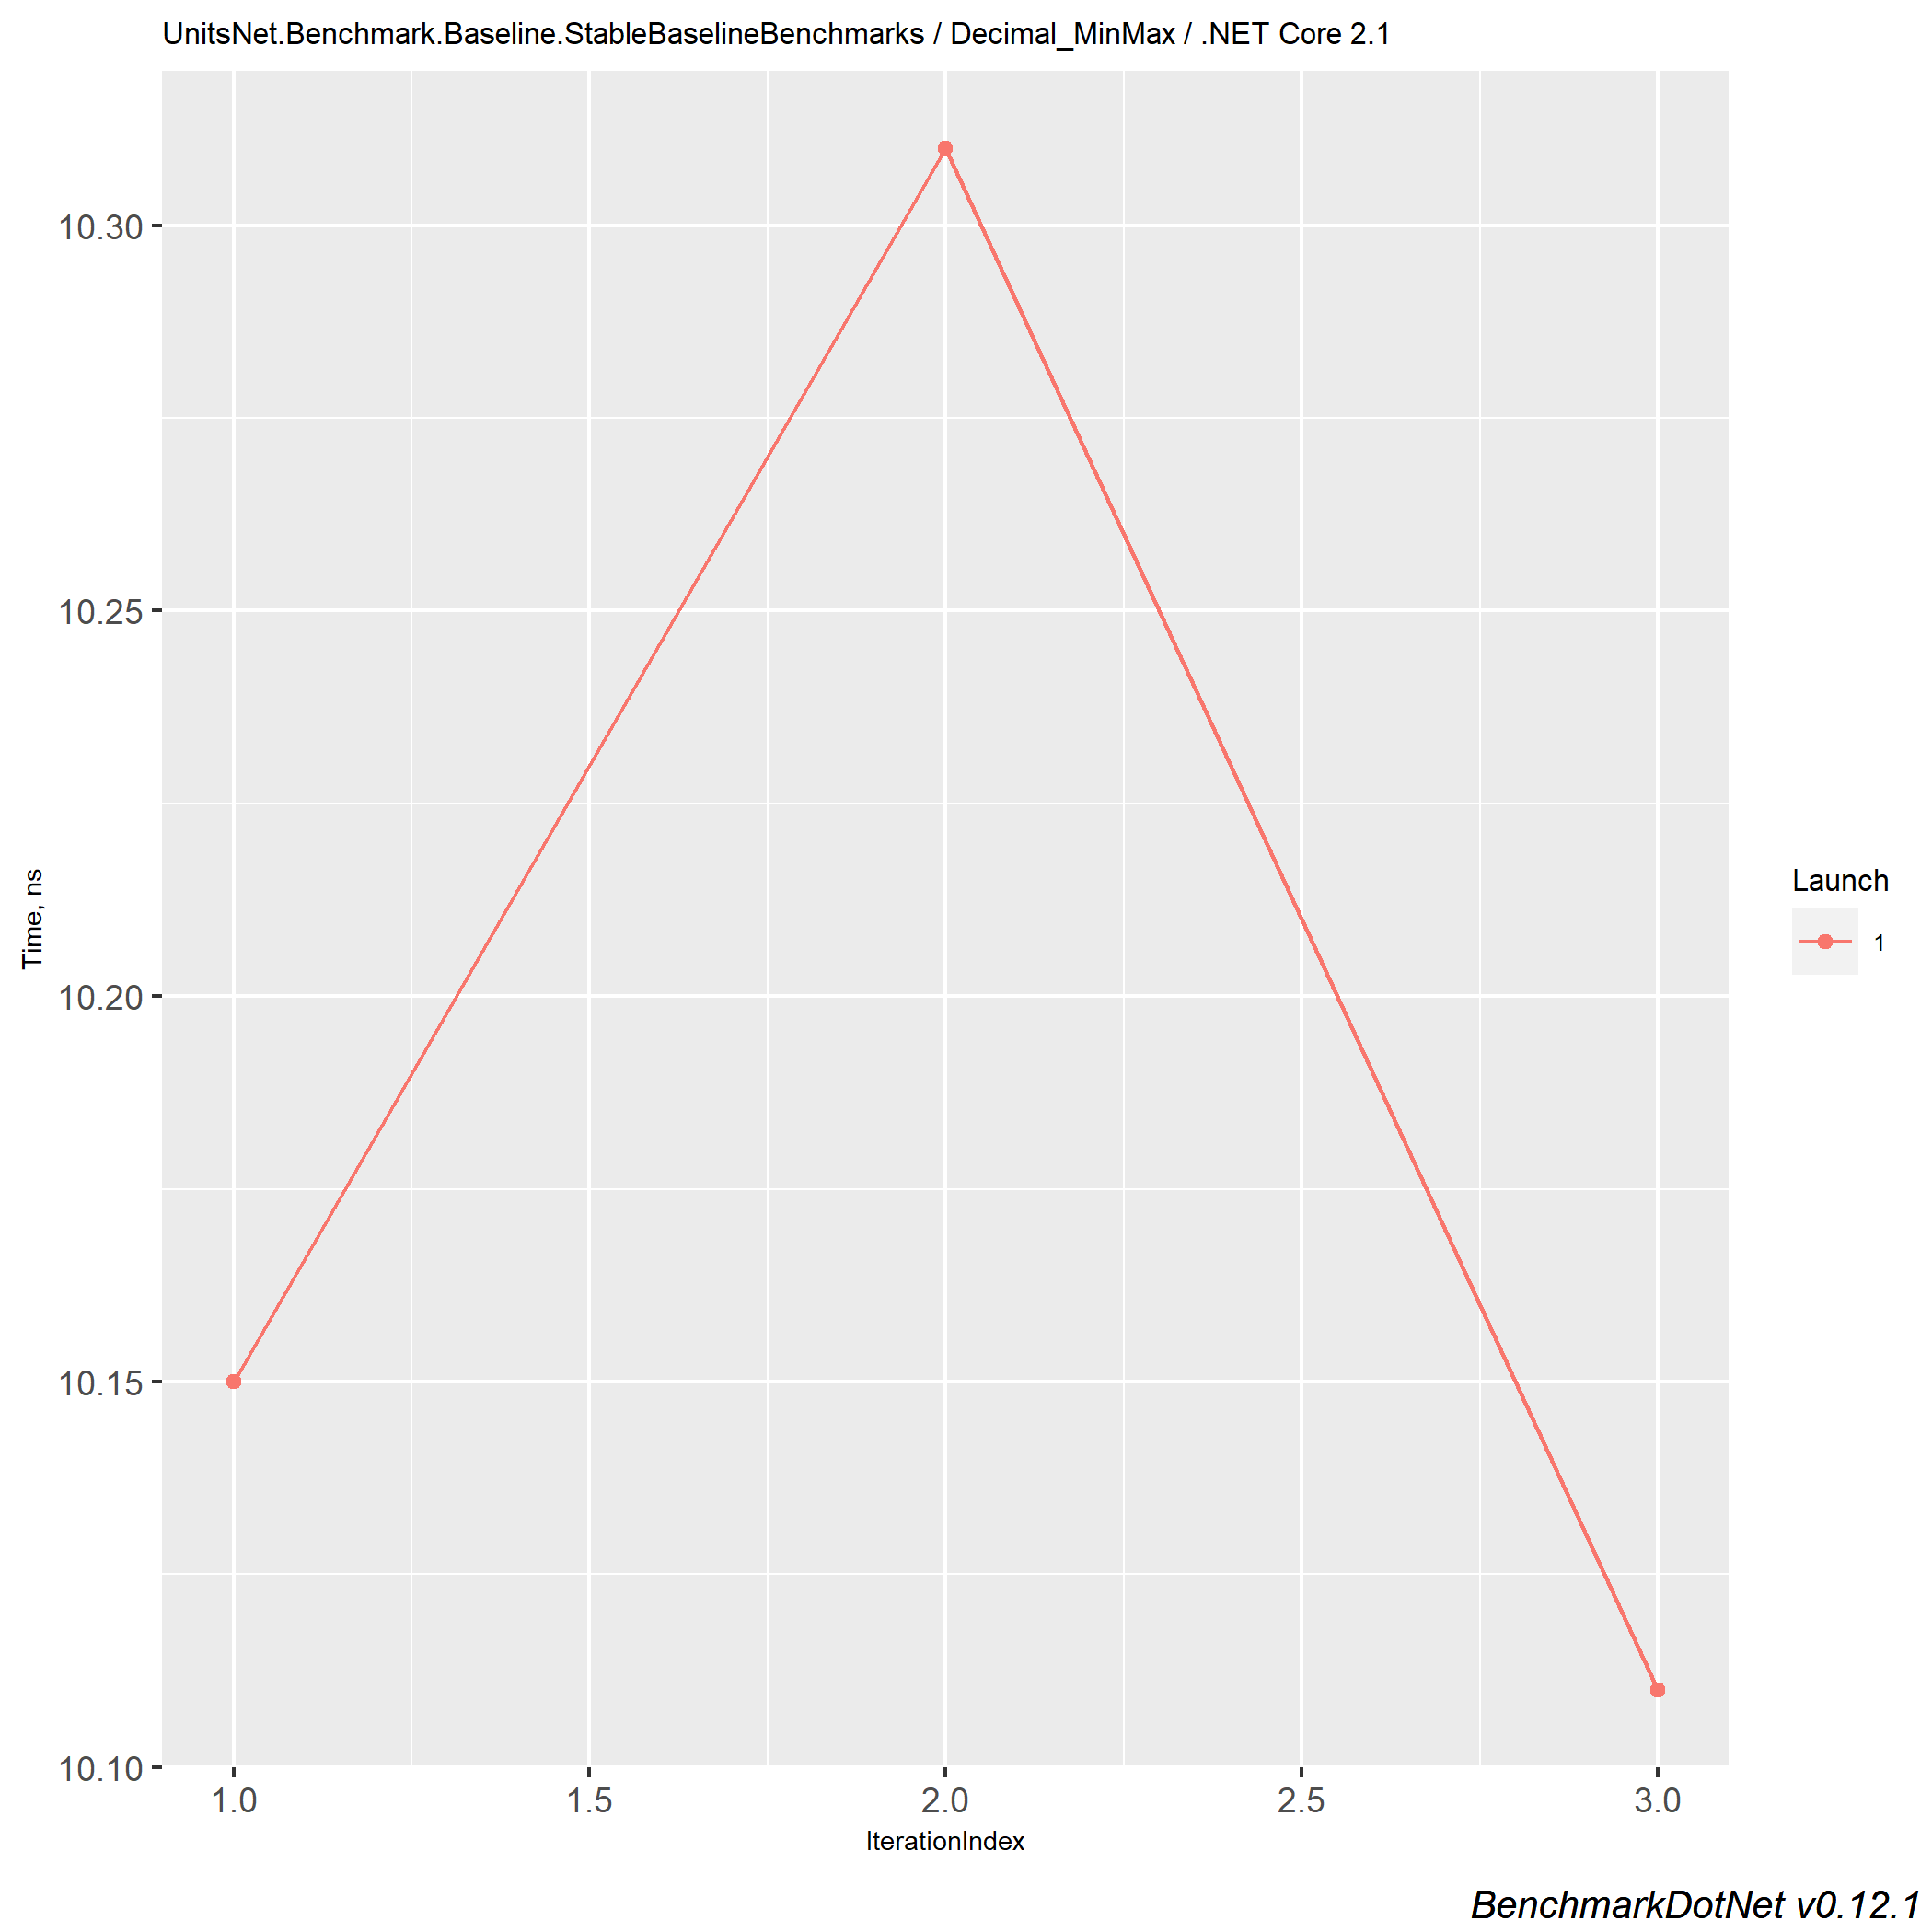 UnitsNet.Benchmark.Baseline.StableBaselineBenchmarks / Decimal_MinMax / .NET Core 2.1
10.30
10.25
10.20
10.15
10.10
Time, ns
1.0 1.5 2.0 2.5 3.0
IterationIndex
Launch
1
BenchmarkDotNet v0.12.1